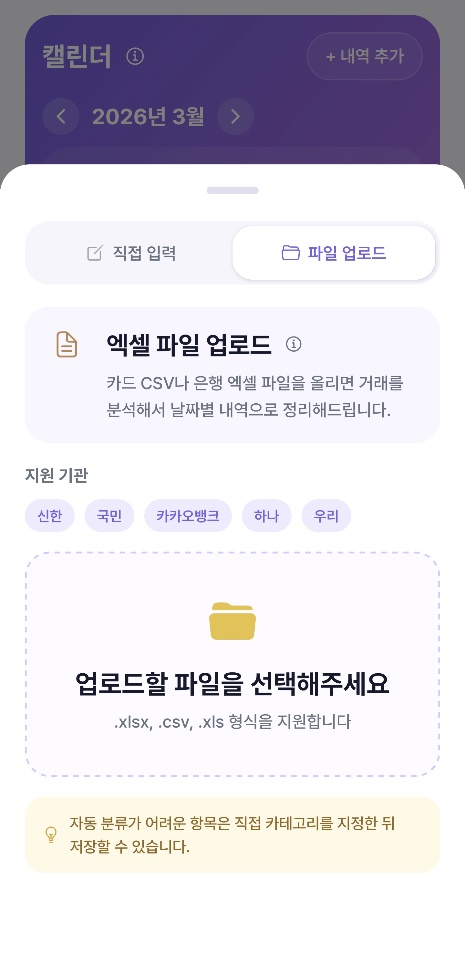 캘린더
+ 내역 추가
2026년 3월
직접 입력
파일 업로드
엑셀 파일 업로드
카드 CSV나 은행 엑셀 파일을 올리면 거래를
분석해서 날짜별 내역으로 정리해드립니다.
지원 기관
신한 국민 카카오뱅크 하나 우리
업로드할 파일을 선택해주세요
.xlsx, .csv, .xls 형식을 지원합니다
자동 분류가 어려운 항목은 직접 카테고리를 지정한 뒤
저장할 수 있습니다.